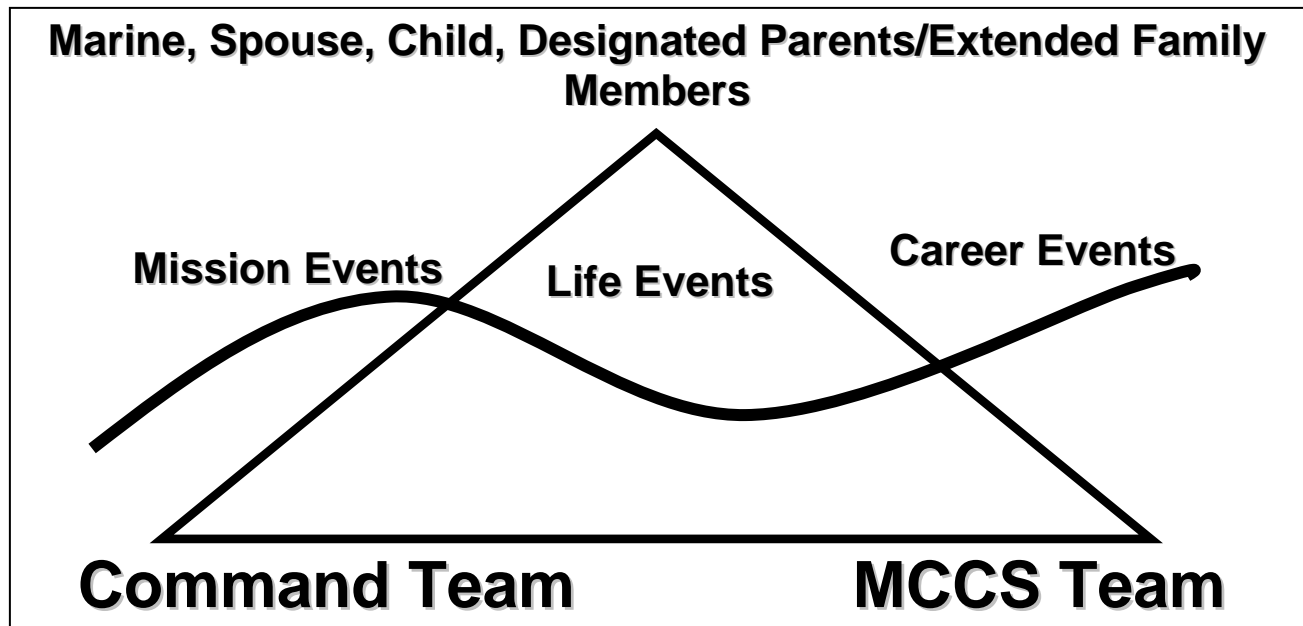 Marine, Spouse, Child, Designated Parents/Extended Family
Members
Mission Events
Life Events
Career Events
Command Team
MCCS Team